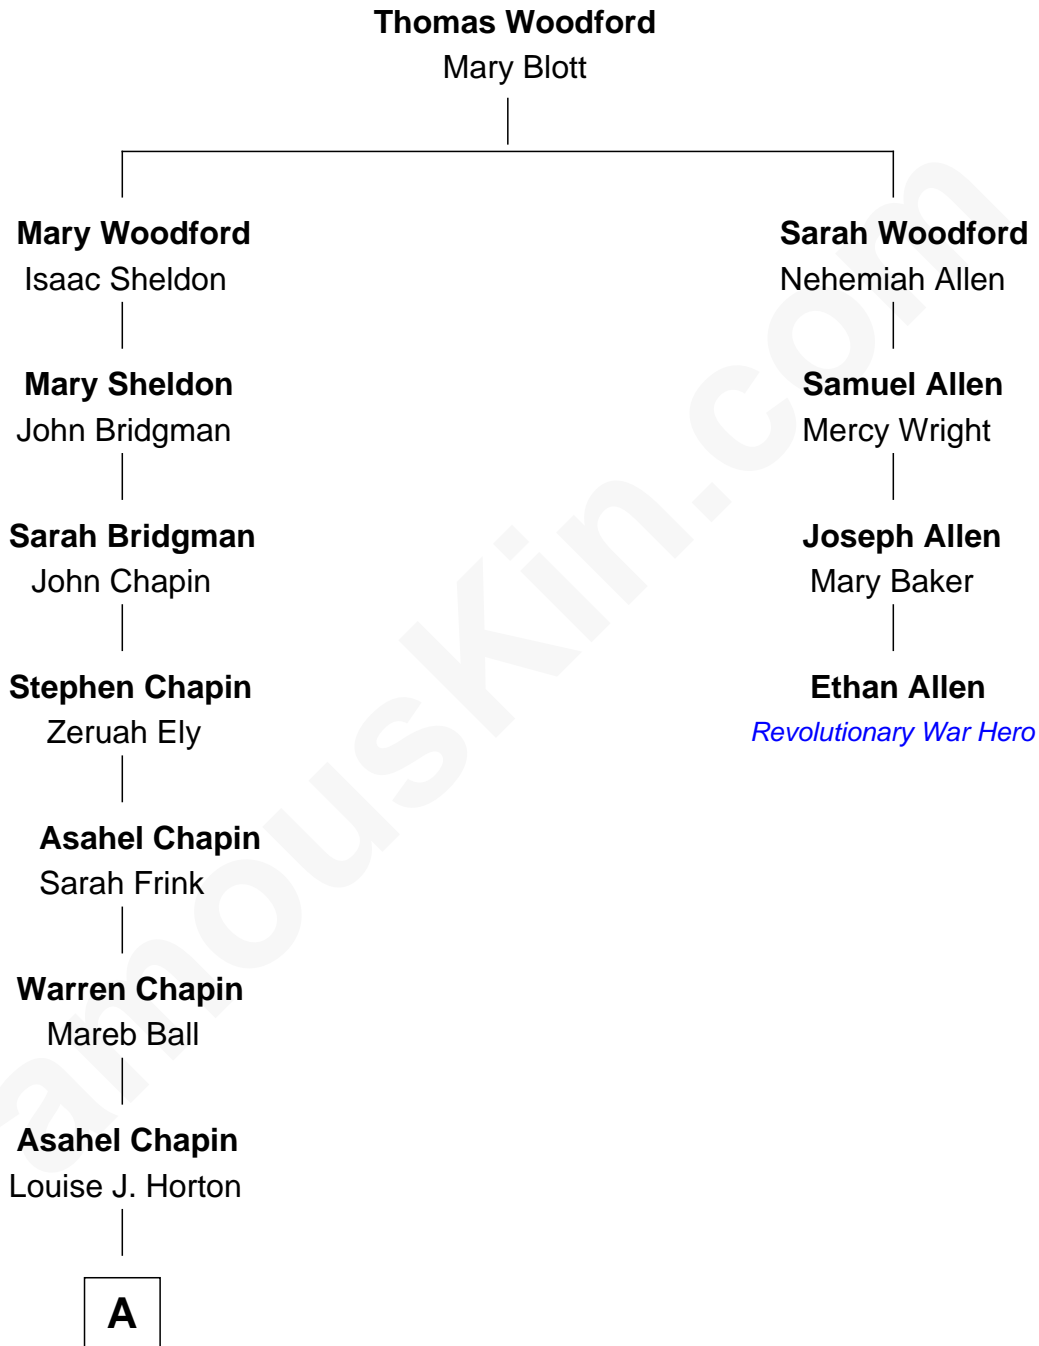 Thomas Woodford
Mary Blott
Mary Woodford
Isaac Sheldon
Sarah Woodford
Nehemiah Allen
Mary Sheldon
John Bridgman
Samuel Allen
Mercy Wright
Sarah Bridgman
John Chapin
Joseph Allen
Mary Baker
Stephen Chapin
Zeruah Ely
Ethan Allen
Revolutionary War Hero
Asahel Chapin
Sarah Frink
Warren Chapin
Mareb Ball
Asahel Chapin
Louise J. Horton
A
amouskin.com